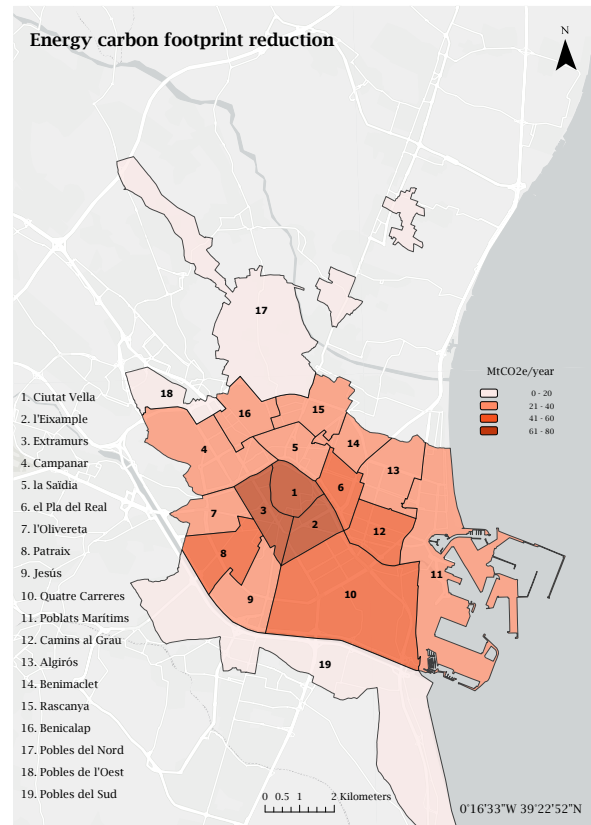 Energy carbon footprint reduction
N
17
18
16
15
14
13
4
5
6
1
3
2
7
12
8
11
10
9
19
MtCO2e/year
0 - 20
21 - 40
41 - 60
61 - 80
1. Ciutat Vella
2. l'Eixample
3. Extramurs
4. Campanar
5. la Saïdia
6. el Pla del Real
7. l'Olivereta
8. Patraix
9. Jesús
10. Quatre Carreres
11. Poblats Marítims
12. Camins al Grau
13. Algirós
14. Benimaclet
15. Rascanya
16. Benicalap
17. Pobles del Nord
18. Pobles de l'Oest
19. Pobles del Sud
0 0.5 1 2 Kilometers
0'16'33"W 39'22'52"N